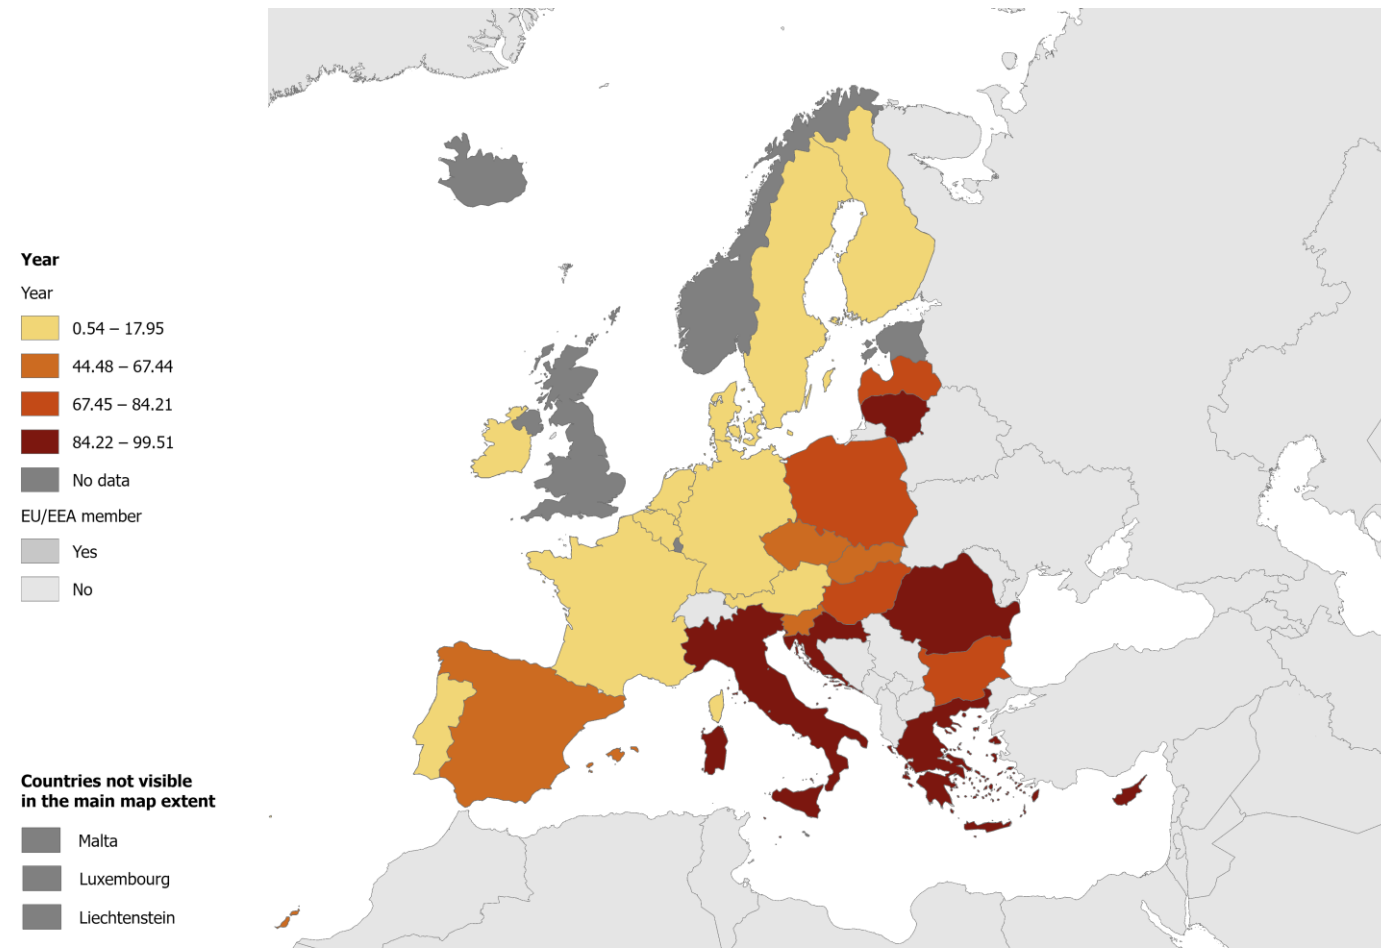 Year
Year
0.54 – 17.95
44.48 – 67.44
67.45 – 84.21
84.22 – 99.51
No data
EU/EEA member
Yes
No
Countries not visible
in the main map extent
Malta
Luxembourg
Liechtenstein